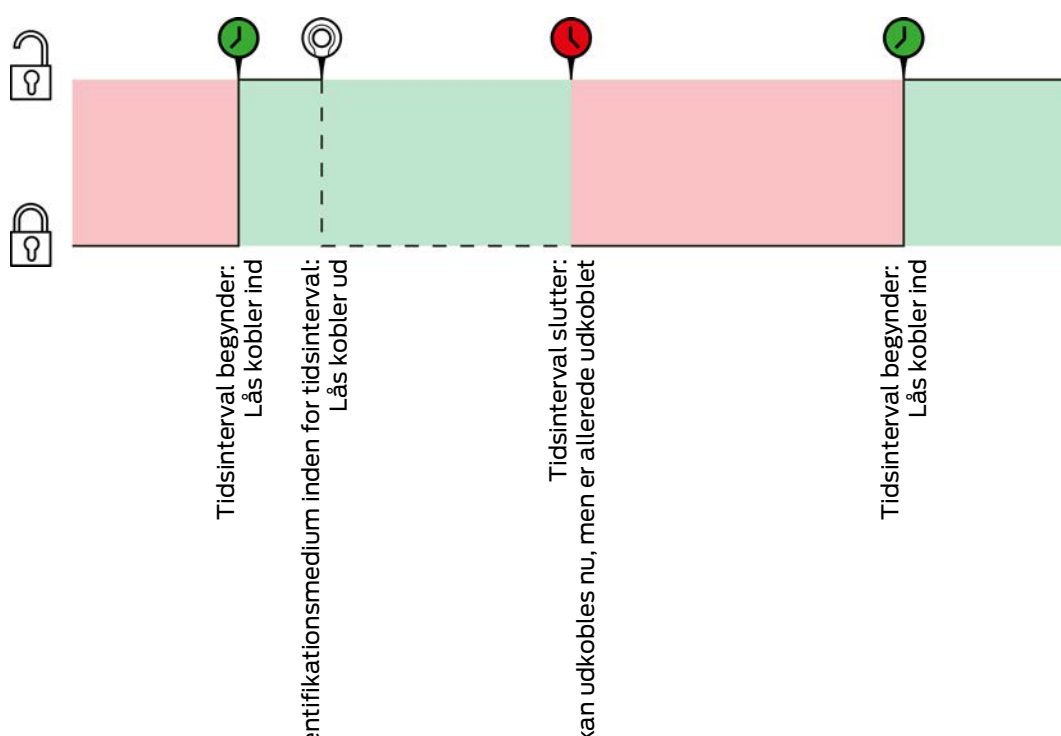 Tidsinterval begynder:
Lås kobler ind
entifikationsmedium inden for tidsinterval:
Lås kobler ud
Tidsinterval slutter:
kan udkobles nu, men er allerede udkoblet
Tidsinterval begynder:
Lås kobler ind